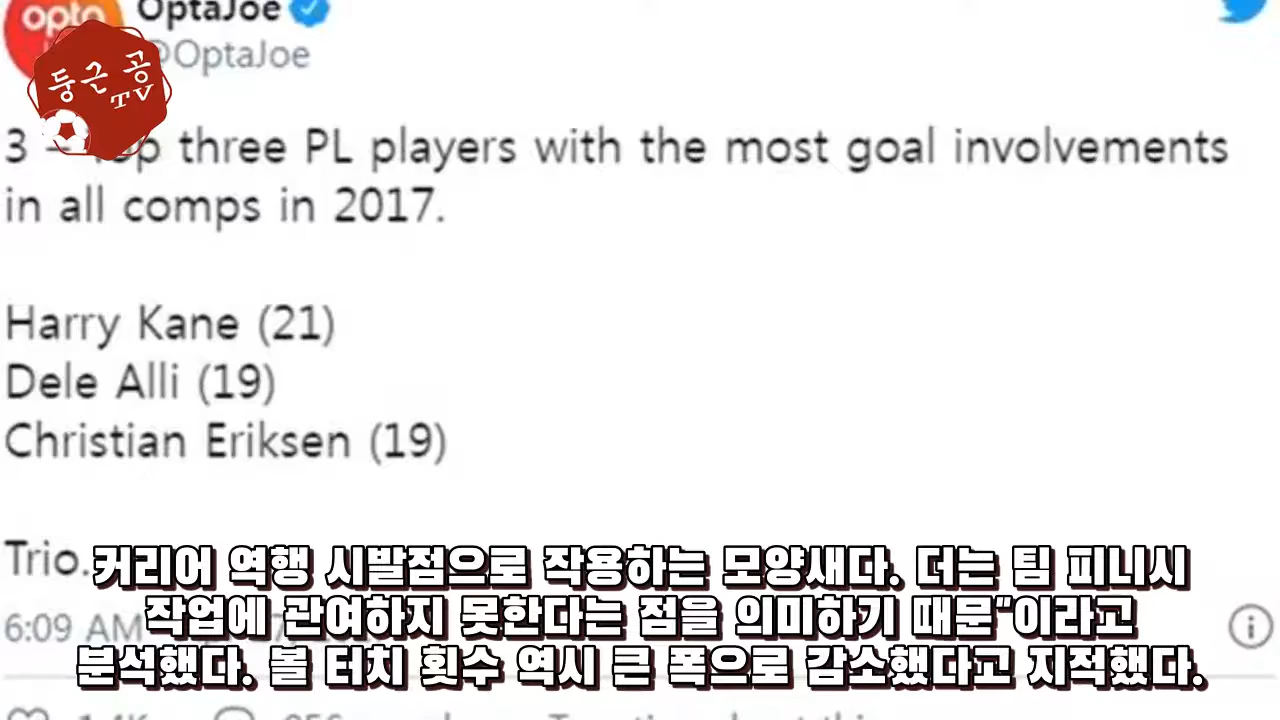 opta OptaJoe
@OptaJoe
둥근공
TV
3 - Top three PL players with the most goal involvements
in all comps in 2017.
Harry Kane (21)
Dele Alli (19)
Christian Eriksen (19)
Trio.
커리어 역행 시발점으로 작용하는 모양새다. 더는 팀 피니시
작업에 관여하지 못한다는 점을 의미하기 때문"이라고
6:09 AM
분석했다. 볼 터치 횟수 역시 큰 폭으로 감소했다고 지적했다.